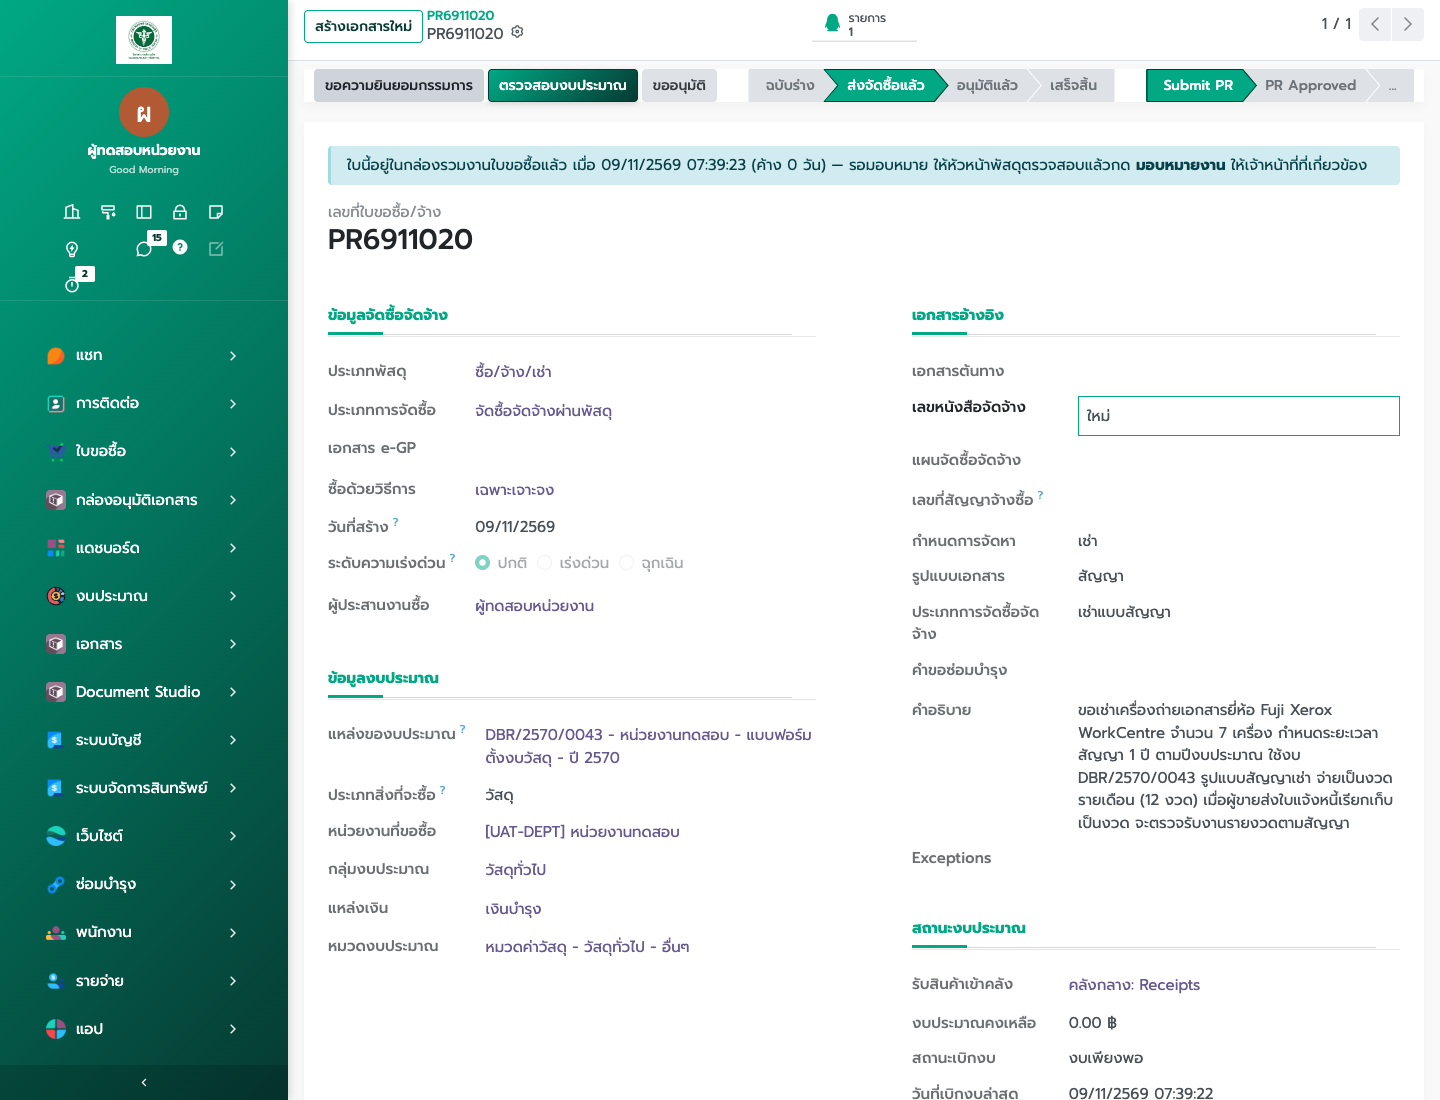 สร้างเอกสารใหม่
PR6911020
PR6911020
รายการ
1
1 / 1
ผ
ผู้ทดสอบหน่วยงาน
Good Morning
15
2
แชท
การติดต่อ
ใบขอซื้อ
กล่องอนุมัติเอกสาร
แดชบอร์ด
งบประมาณ
เอกสาร
Document Studio
ระบบบัญชี
ระบบจัดการสินทรัพย์
เว็บไซต์
ซ่อมบำรุง
พนักงาน
รายจ่าย
แอป
ขอความยินยอมกรรมการ
ตรวจสอบงบประมาณ
ขออนุมัติ
ฉบับร่าง
ส่งจัดซื้อแล้ว
อนุมัติแล้ว
เสร็จสิ้น
Submit PR
PR Approved
...
ใบนี้อยู่ในกล่องรวมงานใบขอซื้อแล้ว เมื่อ 09/11/2569 07:39:23 (ค้าง 0 วัน) — รอมอบหมาย ให้หัวหน้าพัสดุตรวจสอบแล้วกด มอบหมายงาน ให้เจ้าหน้าที่ที่เกี่ยวข้อง
เลขที่ใบขอซื้อ/จ้าง
PR6911020
ข้อมูลจัดซื้อจัดจ้าง
ประเภทพัสดุ ซื้อ/จ้าง/เช่า
ประเภทการจัดซื้อ จัดซื้อจัดจ้างผ่านพัสดุ
เอกสาร e-GP
ซื้อด้วยวิธีการ เฉพาะเจาะจง
วันที่สร้าง ? 09/11/2569
ระดับความเร่งด่วน ? ปกติ เร่งด่วน ฉุกเฉิน
ผู้ประสานงานซื้อ ผู้ทดสอบหน่วยงาน
ข้อมูลงบประมาณ
แหล่งของบประมาณ ? DBR/2570/0043 - หน่วยงานทดสอบ - แบบฟอร์ม
ตั้งงบวัสดุ - ปี 2570
ประเภทสิ่งที่จะซื้อ ? วัสดุ
หน่วยงานที่ขอซื้อ [UAT-DEPT] หน่วยงานทดสอบ
กลุ่มงบประมาณ วัสดุทั่วไป
แหล่งเงิน เงินบำรุง
หมวดงบประมาณ หมวดค่าวัสดุ - วัสดุทั่วไป - อื่นๆ
เอกสารอ้างอิง
เอกสารต้นทาง
เลขหนังสือจัดจ้าง ใหม่
แผนจัดซื้อจัดจ้าง
เลขที่สัญญาจ้างซื้อ ?
กำหนดการจัดหา เช่า
รูปแบบเอกสาร สัญญา
ประเภทการจัดซื้อจัด เช่าแบบสัญญา
จ้าง
คำขอซ่อมบำรุง
คำอธิบาย ขอเช่าเครื่องถ่ายเอกสารยี่ห้อ Fuji Xerox
WorkCentre จำนวน 7 เครื่อง กำหนดระยะเวลา
สัญญา 1 ปี ตามปีงบประมาณ ใช้งบ
DBR/2570/0043 รูปแบบสัญญาเช่า จ่ายเป็นงวด
รายเดือน (12 งวด) เมื่อผู้ขายส่งใบแจ้งหนี้เรียกเก็บ
เป็นงวด จะตรวจรับงานรายงวดตามสัญญา
Exceptions
สถานะงบประมาณ
รับสินค้าเข้าคลัง คลังกลาง: Receipts
งบประมาณคงเหลือ 0.00 ฿
สถานะเบิกงบ งบเพียงพอ
วันที่เบิกงบล่าสุด 09/11/2569 07:39:22